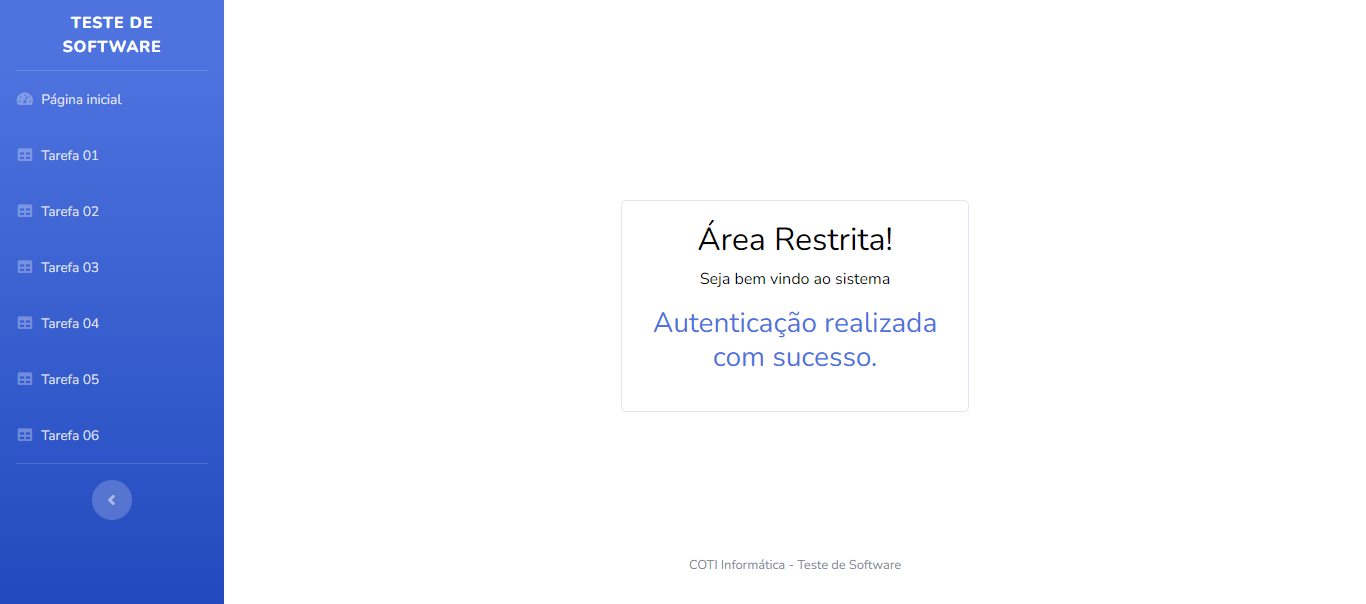 TESTE DE
SOFTWARE
Página inicial
Tarefa 01
Tarefa 02
Tarefa 03
Tarefa 04
Tarefa 05
Tarefa 06
Área Restrita!
Seja bem vindo ao sistema
Autenticação realizada
com sucesso.
COTI Informática - Teste de Software